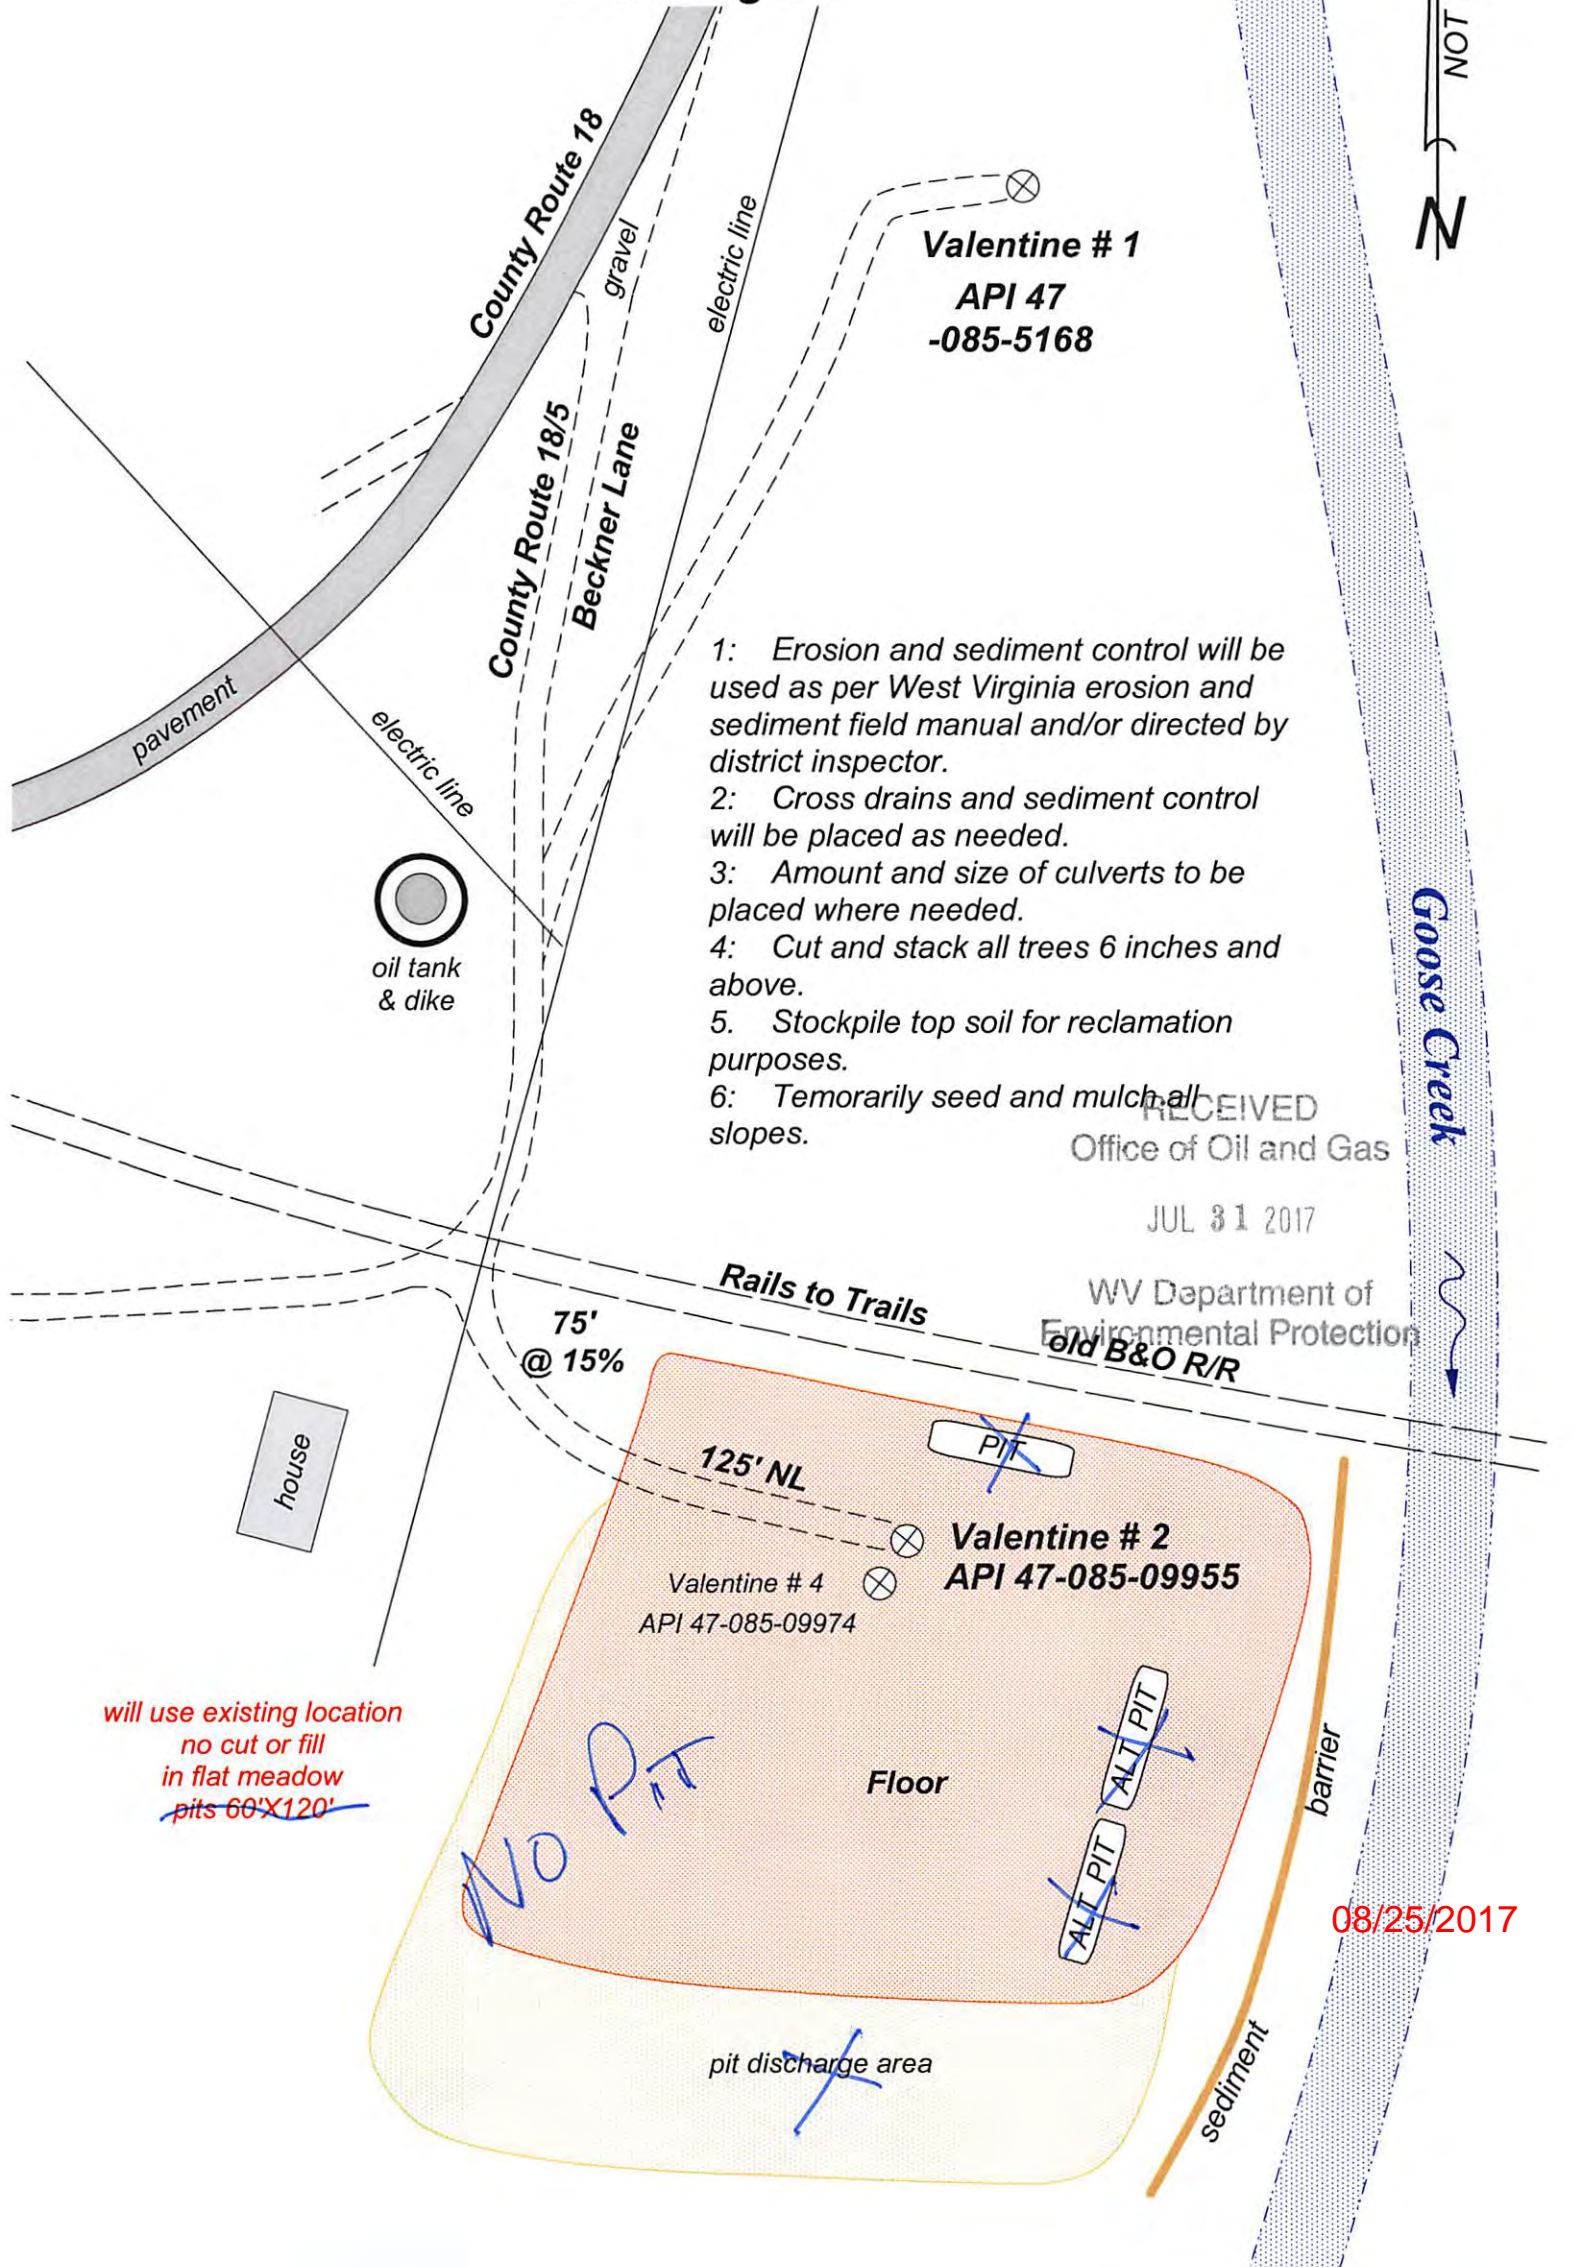 NOT
N
County Route 18
gravel
electric line
Valentine # 1
API 47
-085-5168
County Route 18/5
Beckner Lane
pavement
electric line
oil tank
& dike
1: Erosion and sediment control will be
used as per West Virginia erosion and
sediment field manual and/or directed by
district inspector.
2: Cross drains and sediment control
will be placed as needed.
3: Amount and size of culverts to be
placed where needed.
4: Cut and stack all trees 6 inches and
above.
5. Stockpile top soil for reclamation
purposes.
6: Temorarily seed and mulch all
slopes.
RECEIVED
Office of Oil and Gas
JUL 31 2017
WV Department of
Environmental Protection
Goose Creek
Rails to Trails
old B&O R/R
75'
@ 15%
house
125' NL
PIT
Valentine # 2
API 47-085-09955
Valentine # 4
API 47-085-09974
will use existing location
no cut or fill
in flat meadow
pits 60'X120'
NO PIT
Floor
ALT PIT
ALT PIT
barrier
sediment
08/25/2017
pit discharge area